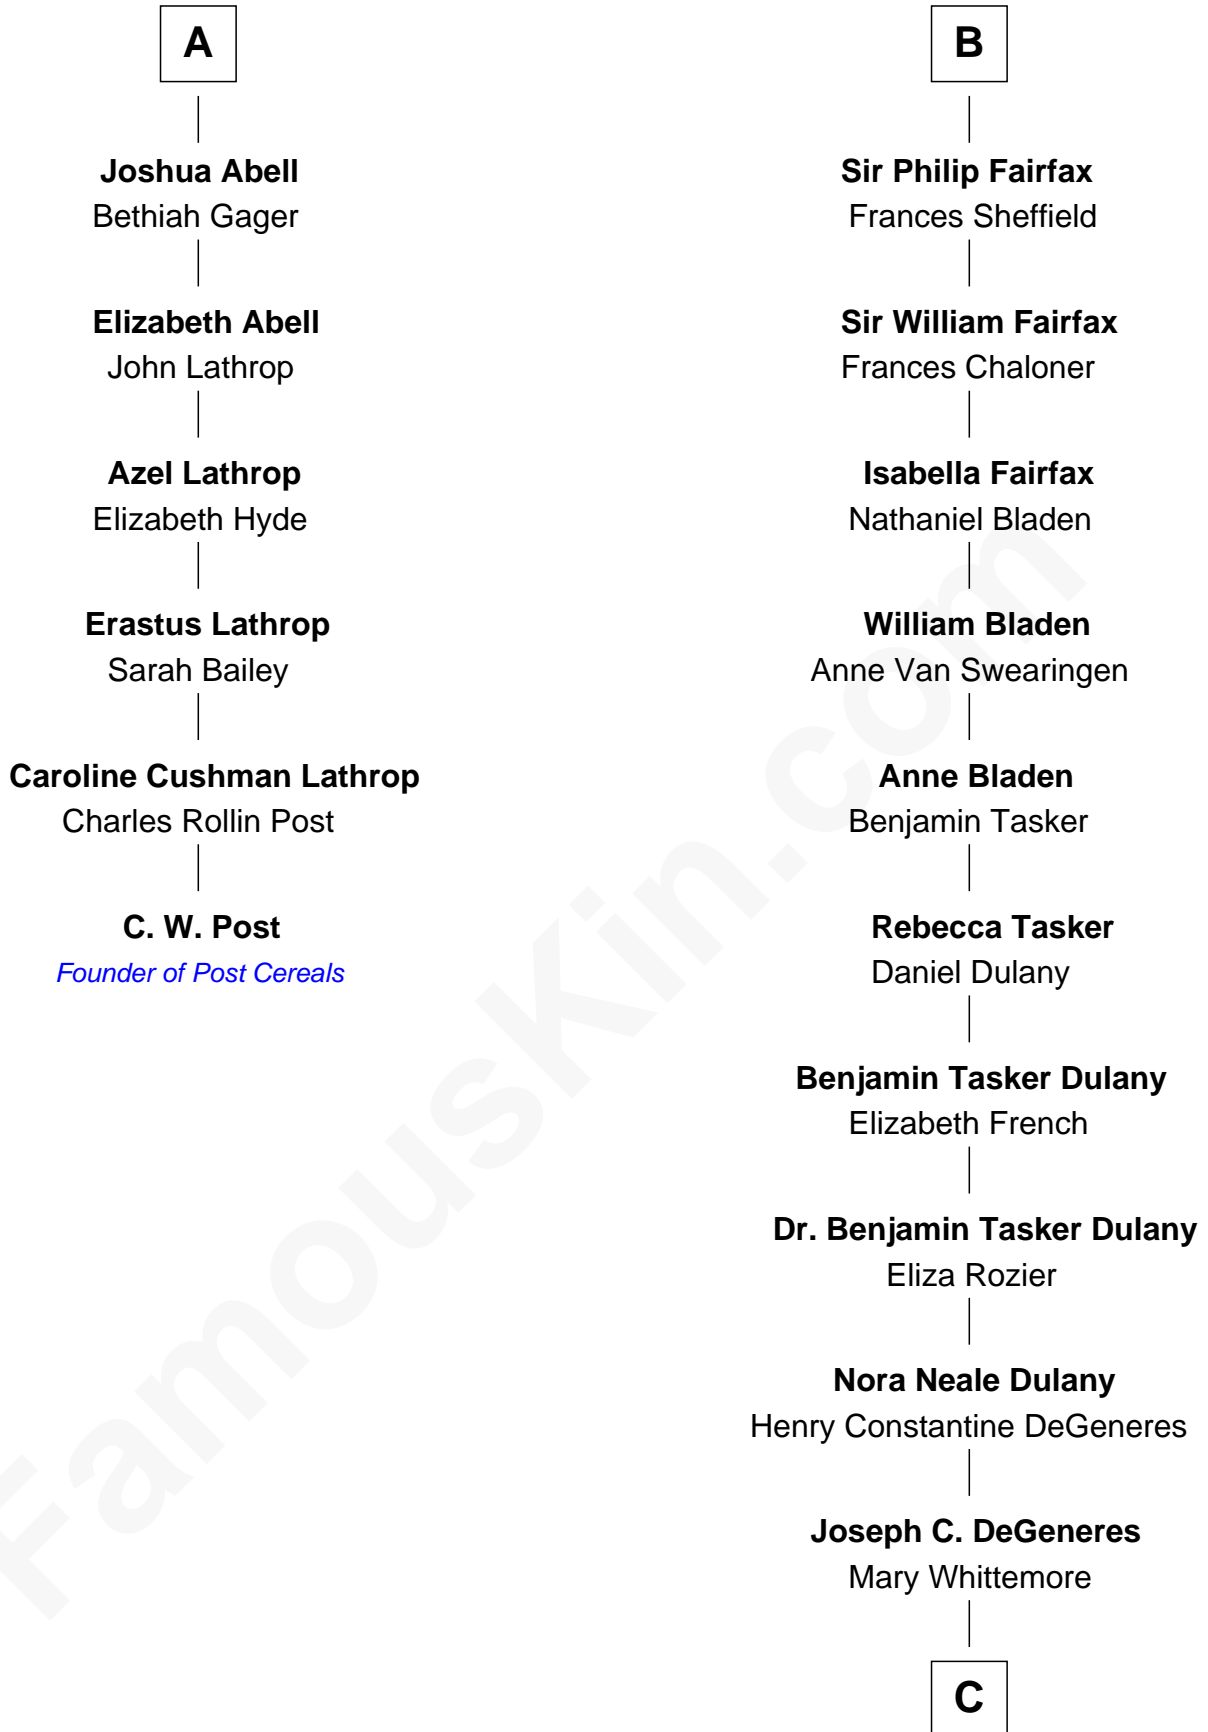 A
Joshua Abell
Bethiah Gager
Elizabeth Abell
John Lathrop
Azel Lathrop
Elizabeth Hyde
Erastus Lathrop
Sarah Bailey
Caroline Cushman Lathrop
Charles Rollin Post
C. W. Post
Founder of Post Cereals
B
Sir Philip Fairfax
Frances Sheffield
Sir William Fairfax
Frances Chaloner
Isabella Fairfax
Nathaniel Bladen
William Bladen
Anne Van Swearingen
Anne Bladen
Benjamin Tasker
Rebecca Tasker
Daniel Dulany
Benjamin Tasker Dulany
Elizabeth French
Dr. Benjamin Tasker Dulany
Eliza Rozier
Nora Neale Dulany
Henry Constantine DeGeneres
Joseph C. DeGeneres
Mary Whittemore
C
FamousKin.com